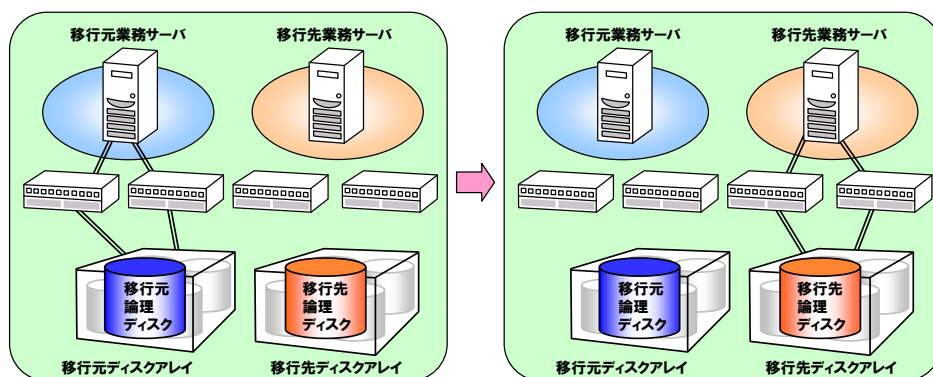 移行元業務サーバ
移行先業務サーバ
移行元
論理
ディスク
移行先
論理
ディスク
移行元ディスクアレイ
移行先ディスクアレイ
移行元業務サーバ
移行先業務サーバ
移行元
論理
ディスク
移行先
論理
ディスク
移行元ディスクアレイ
移行先ディスクアレイ